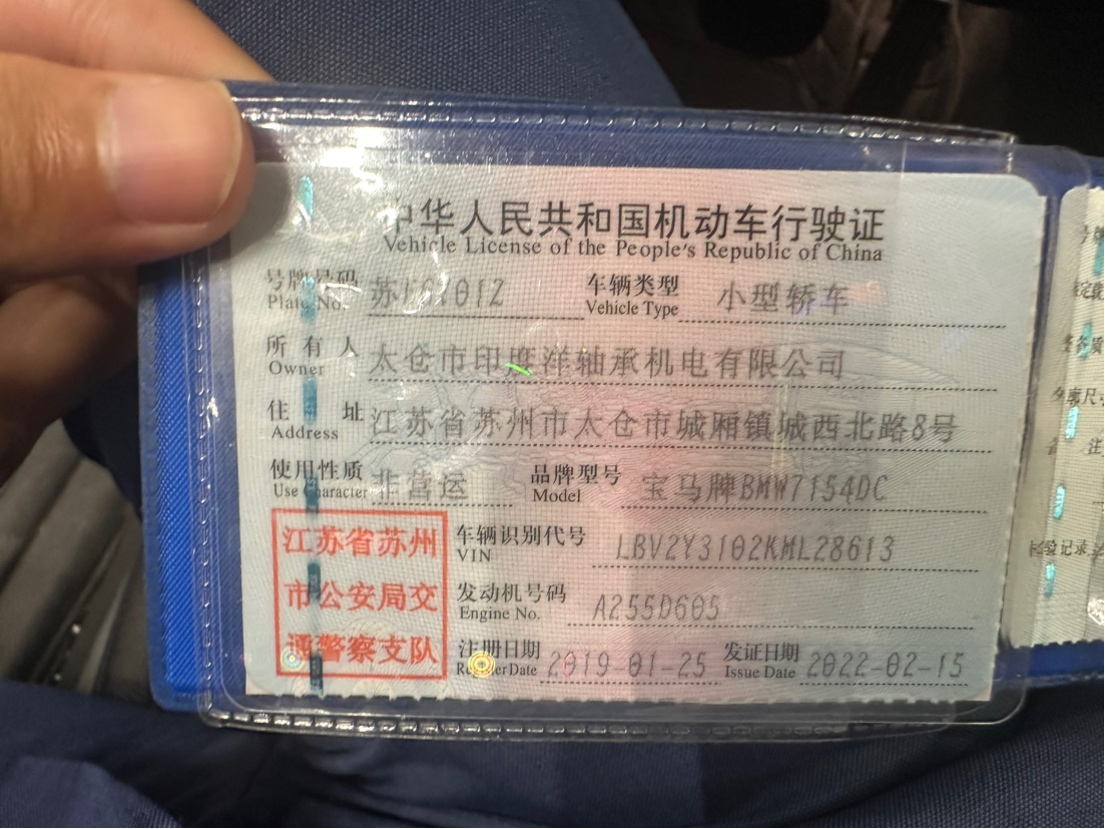 中华人民共和国机动车行驶证
Vehicle License of the People's Republic of China
号牌号码 车辆类型 小型轿车
Plate No. Vehicle Type
所有人 太仓市印度洋轴承机电有限公司
Owner
住址 江苏省苏州市太仓市城厢镇城西北路8号
Address
使用性质 非营运 品牌型号 宝马牌BMW7154DC
Use Character Model
江苏省苏州
市公安局交
通警察支队
车辆识别代号 LBV2Y3102KML28613
VIN
发动机号码 A255D605
Engine No.
注册日期 2019-01-25 发证日期 2022-02-15
Register Date Issue Date